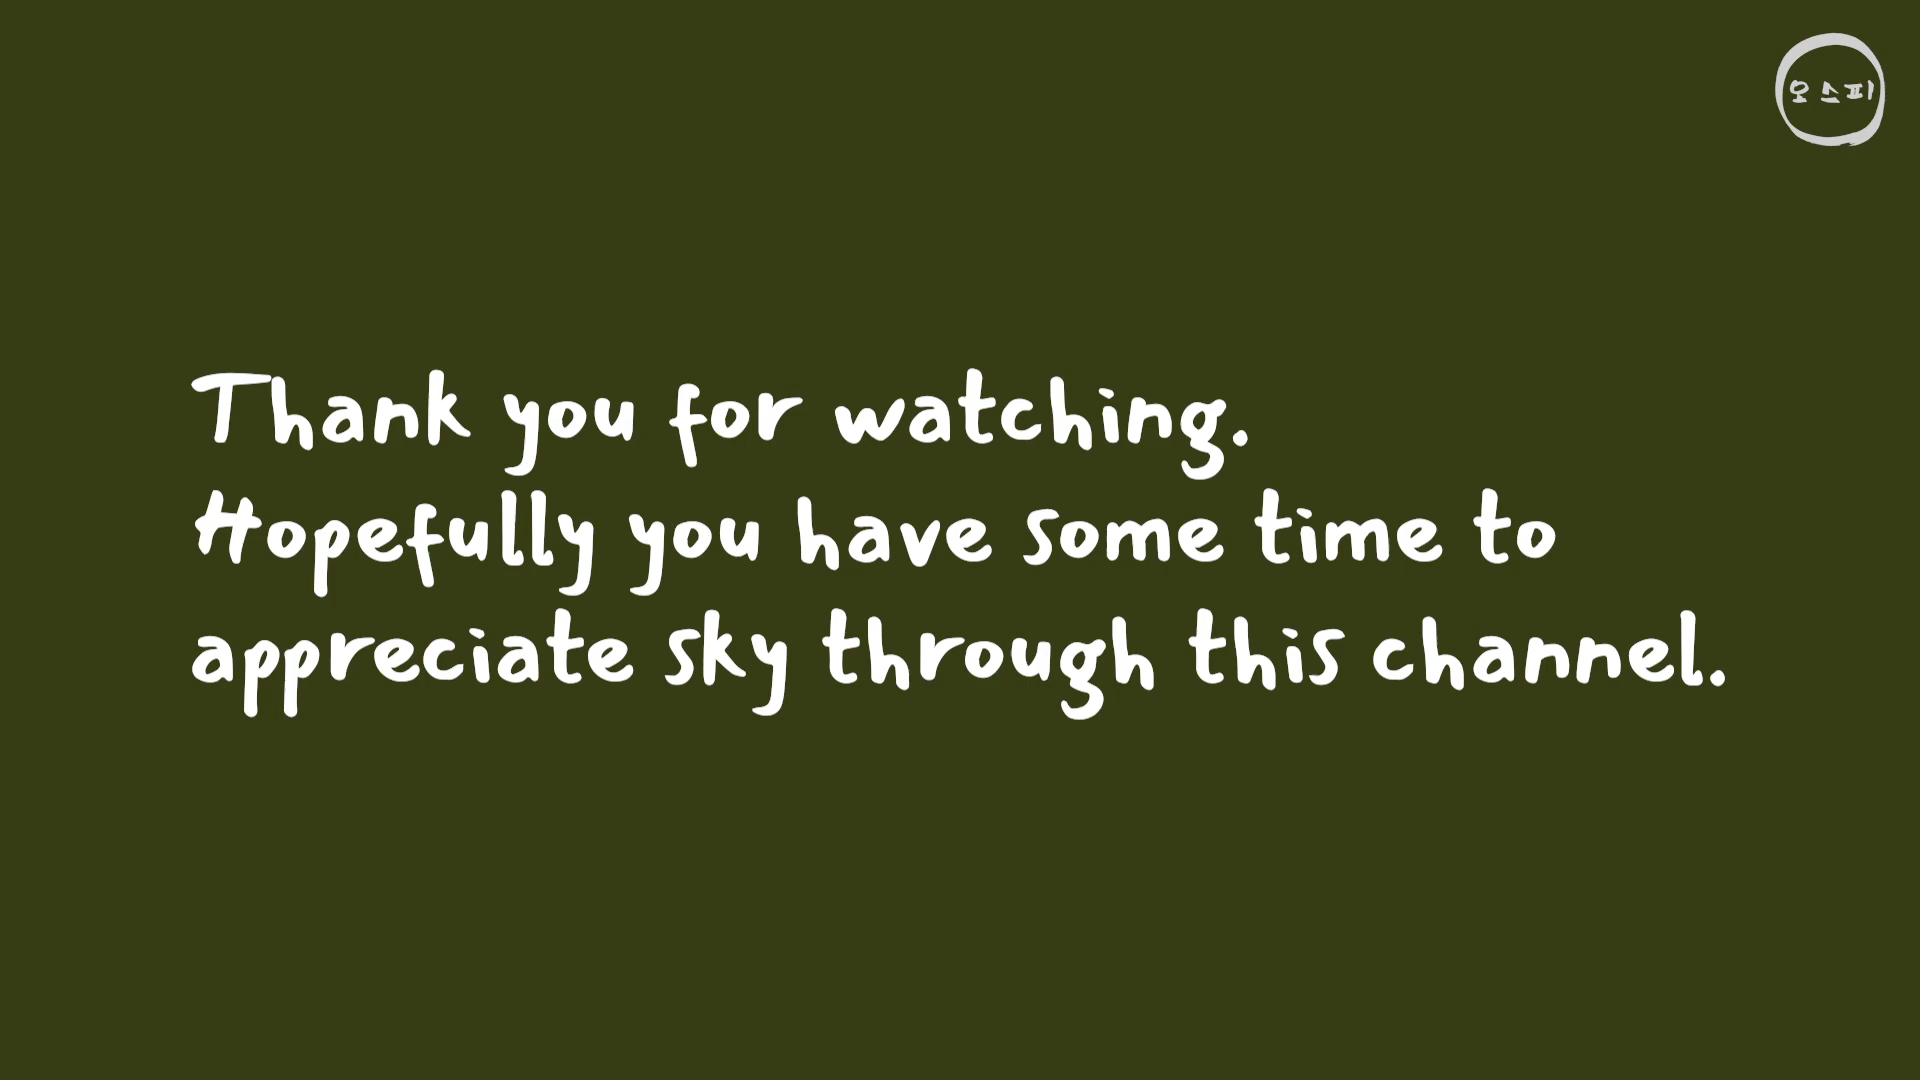 오스피
Thank you for watching.
Hopefully you have some time to
appreciate sky through this channel.